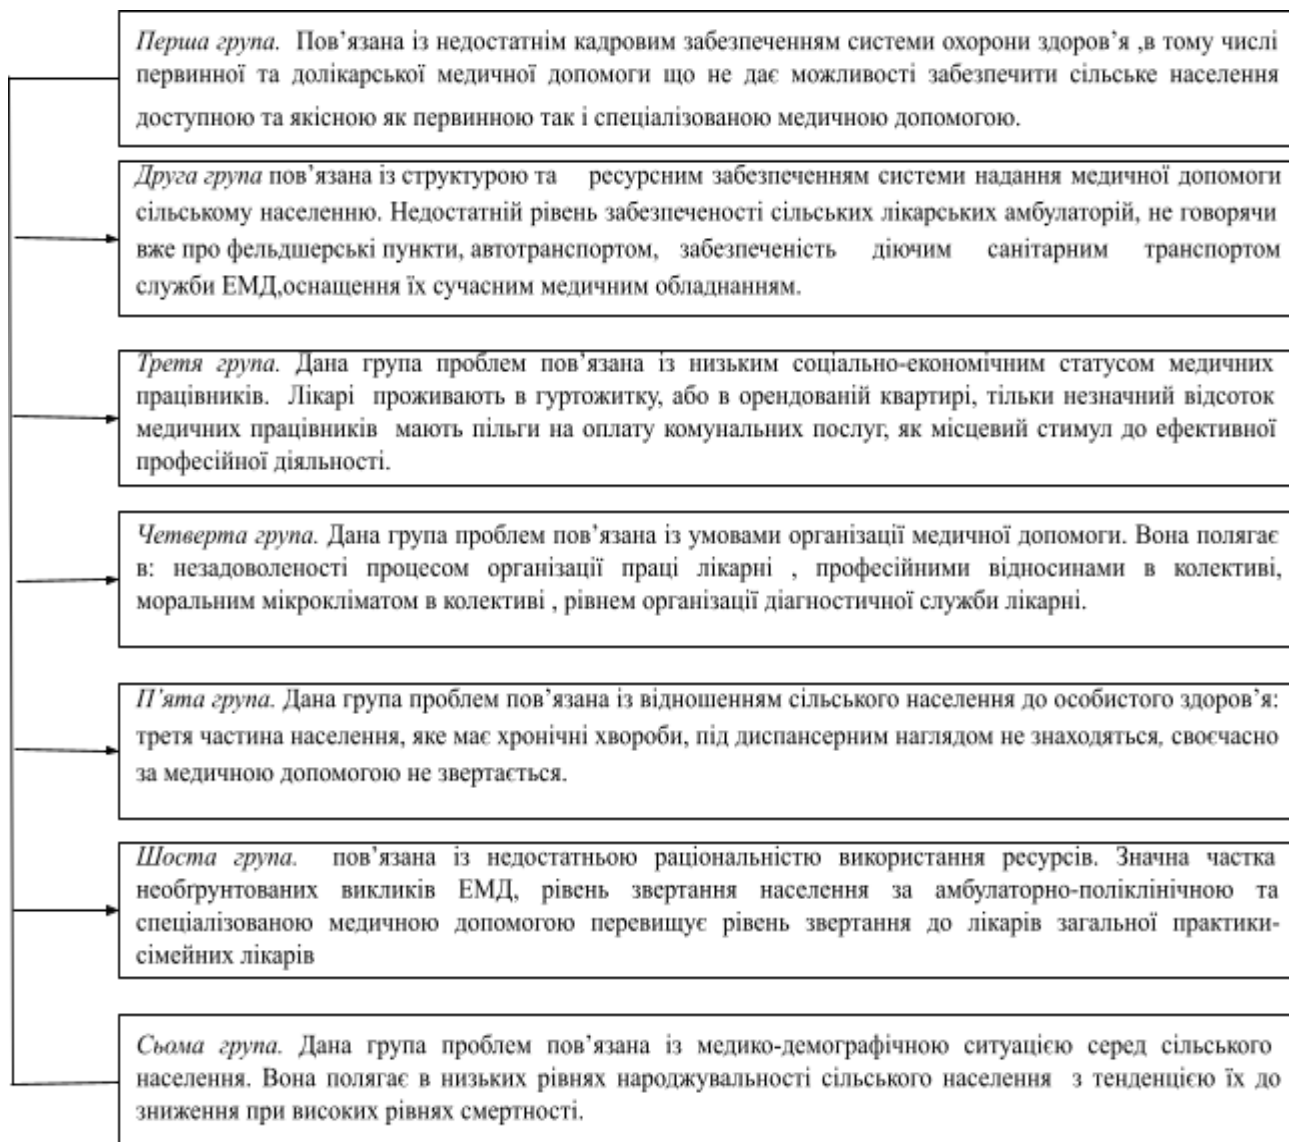 Перша група. Пов’язана із недостатнім кадровим забезпеченням системи охорони здоров’я ,в тому числі
первинної та долікарської медичної допомоги що не дає можливості забезпечити сільське населення
доступною та якісною як первинною так і спеціалізованою медичною допомогою.
Друга група пов’язана із структурою та ресурсним забезпеченням системи надання медичної допомоги
сільському населенню. Недостатній рівень забезпеченості сільських лікарських амбулаторій, не говорячи
вже про фельдшерські пункти, автотранспортом, забезпеченість діючим санітарним транспортом
служби ЕМД,оснащення їх сучасним медичним обладнанням.
Третя група. Дана група проблем пов’язана із низьким соціально-економічним статусом медичних
працівників. Лікарі проживають в гуртожитку, або в орендованій квартирі, тільки незначний відсоток
медичних працівників мають пільги на оплату комунальних послуг, як місцевий стимул до ефективної
професійної діяльності.
Четверта група. Дана група проблем пов’язана із умовами організації медичної допомоги. Вона полягає
в: незадоволеності процесом організації праці лікарні , професійними відносинами в колективі,
моральним мікрокліматом в колективі , рівнем організації діагностичної служби лікарні.
П’ята група. Дана група проблем пов’язана із відношенням сільського населення до особистого здоров’я:
третя частина населення, яке має хронічні хвороби, під диспансерним наглядом не знаходяться, своєчасно
за медичною допомогою не звертається.
Шоста група. пов’язана із недостатньою раціональністю використання ресурсів. Значна частка
необґрунтованих викликів ЕМД, рівень звертання населення за амбулаторно-поліклінічною та
спеціалізованою медичною допомогою перевищує рівень звертання до лікарів загальної практики-
сімейних лікарів
Сьома група. Дана група проблем пов’язана із медико-демографічною ситуацією серед сільського
населення. Вона полягає в низьких рівнях народжувальності сільського населення з тенденцією їх до
зниження при високих рівнях смертності.